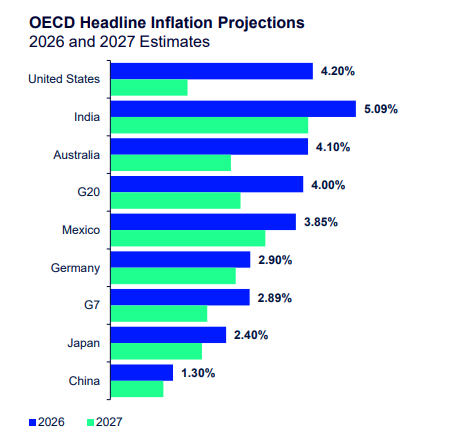 OECD Headline Inflation Projections
2026 and 2027 Estimates
United States 4.20%
India 5.09%
Australia 4.10%
G20 4.00%
Mexico 3.85%
Germany 2.90%
G7 2.89%
Japan 2.40%
China 1.30%
2026 2027